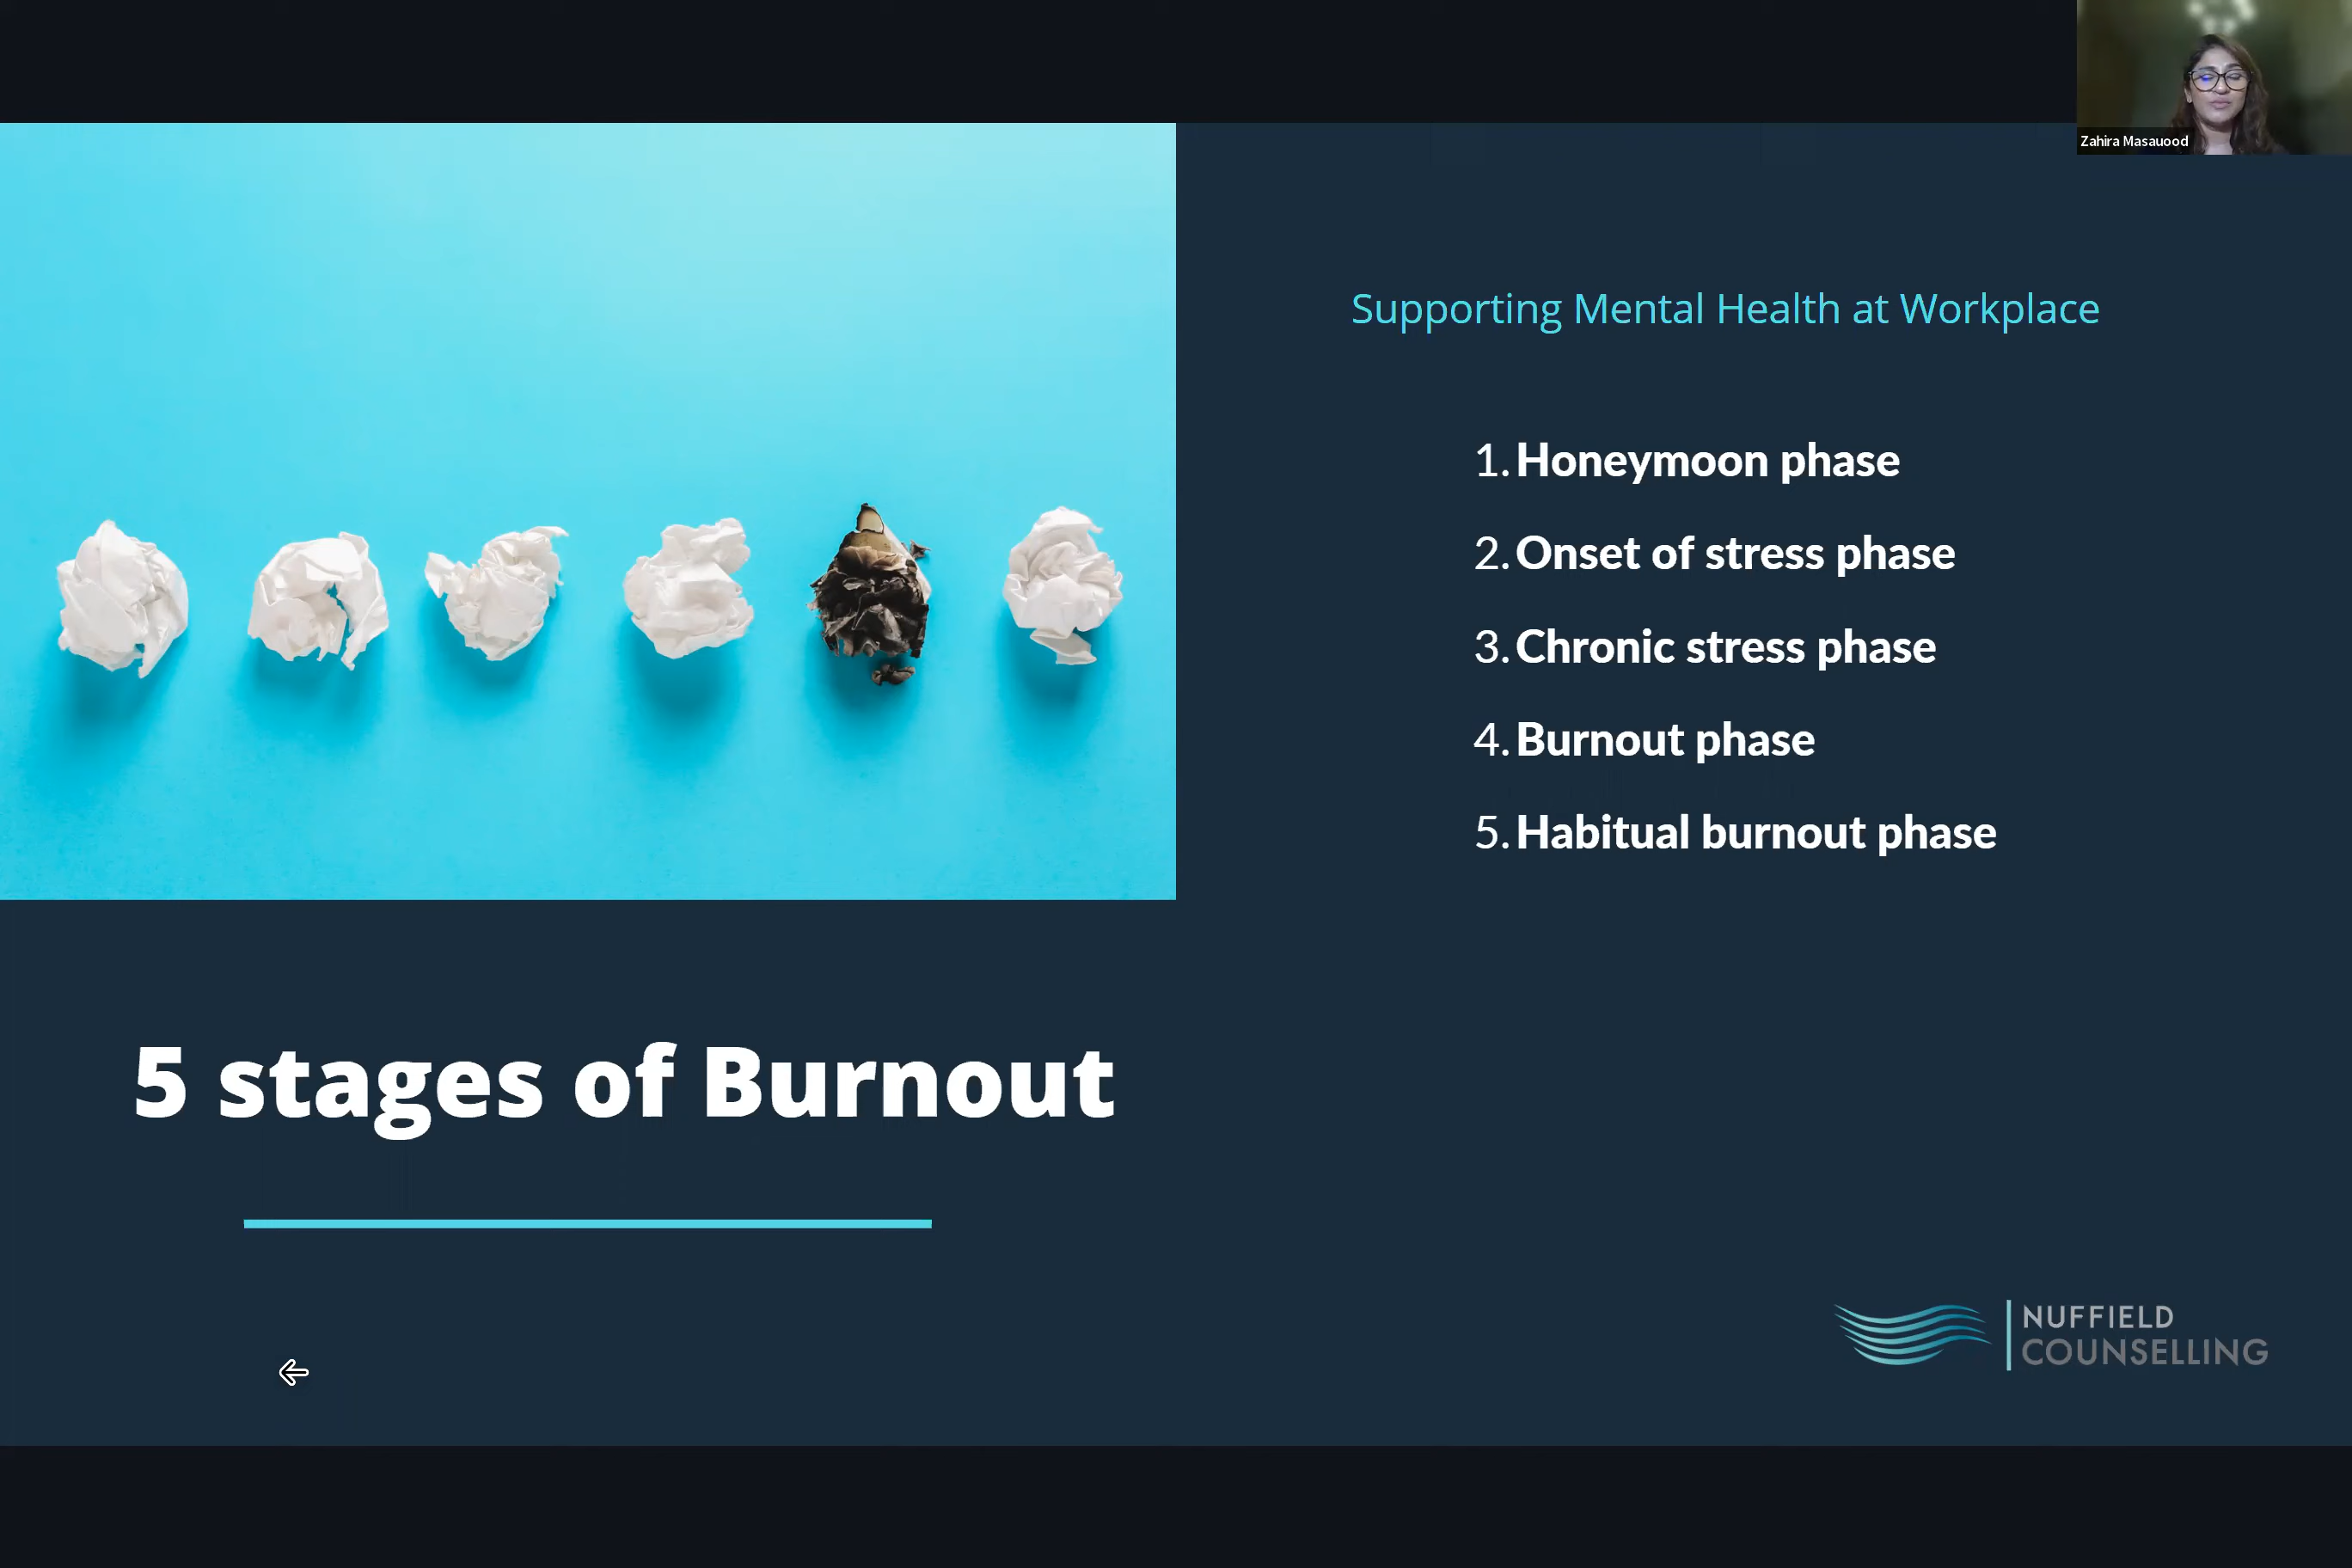 Zahira Masauood
Supporting Mental Health at Workplace
1. Honeymoon phase
2. Onset of stress phase
3. Chronic stress phase
4. Burnout phase
5. Habitual burnout phase
5 stages of Burnout
NUFFIELD
COUNSELLING